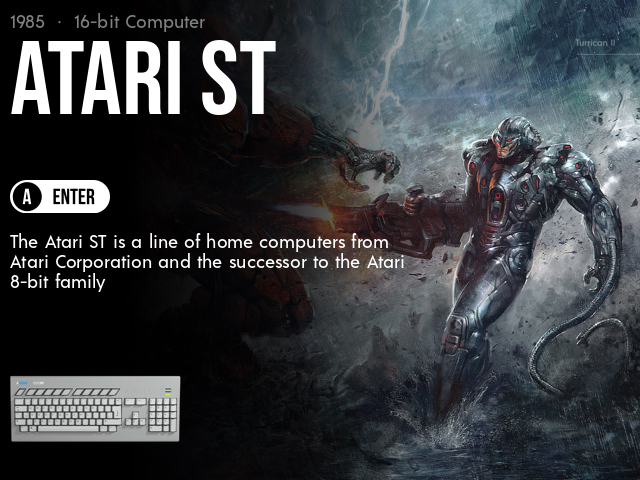 1985 · 16-bit Computer
Turrican II
ATARI ST
A ENTER
The Atari ST is a line of home computers from
Atari Corporation and the successor to the Atari
8-bit family